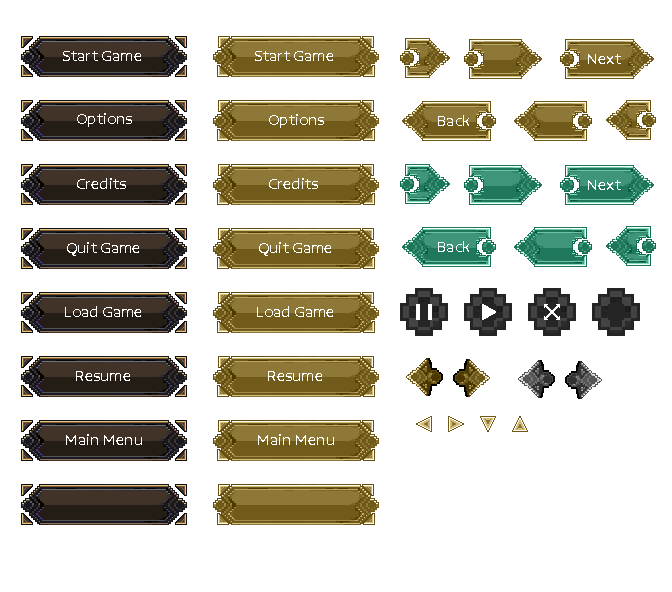 Start Game Start Game Next
Options Options Back
Credits Credits Next
Quit Game Quit Game Back
Load Game Load Game
Resume Resume
Main Menu Main Menu